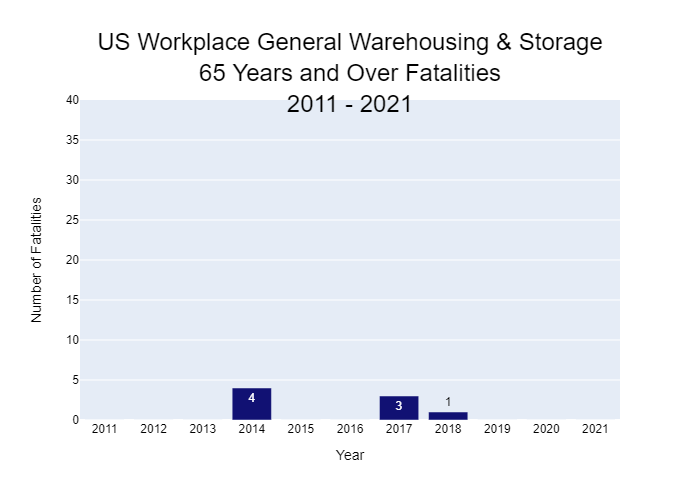 US Workplace General Warehousing & Storage
65 Years and Over Fatalities
2011 - 2021
Number of Fatalities
40
35
30
25
20
15
10
5
0
4
3
1
2011 2012 2013 2014 2015 2016 2017 2018 2019 2020 2021
Year